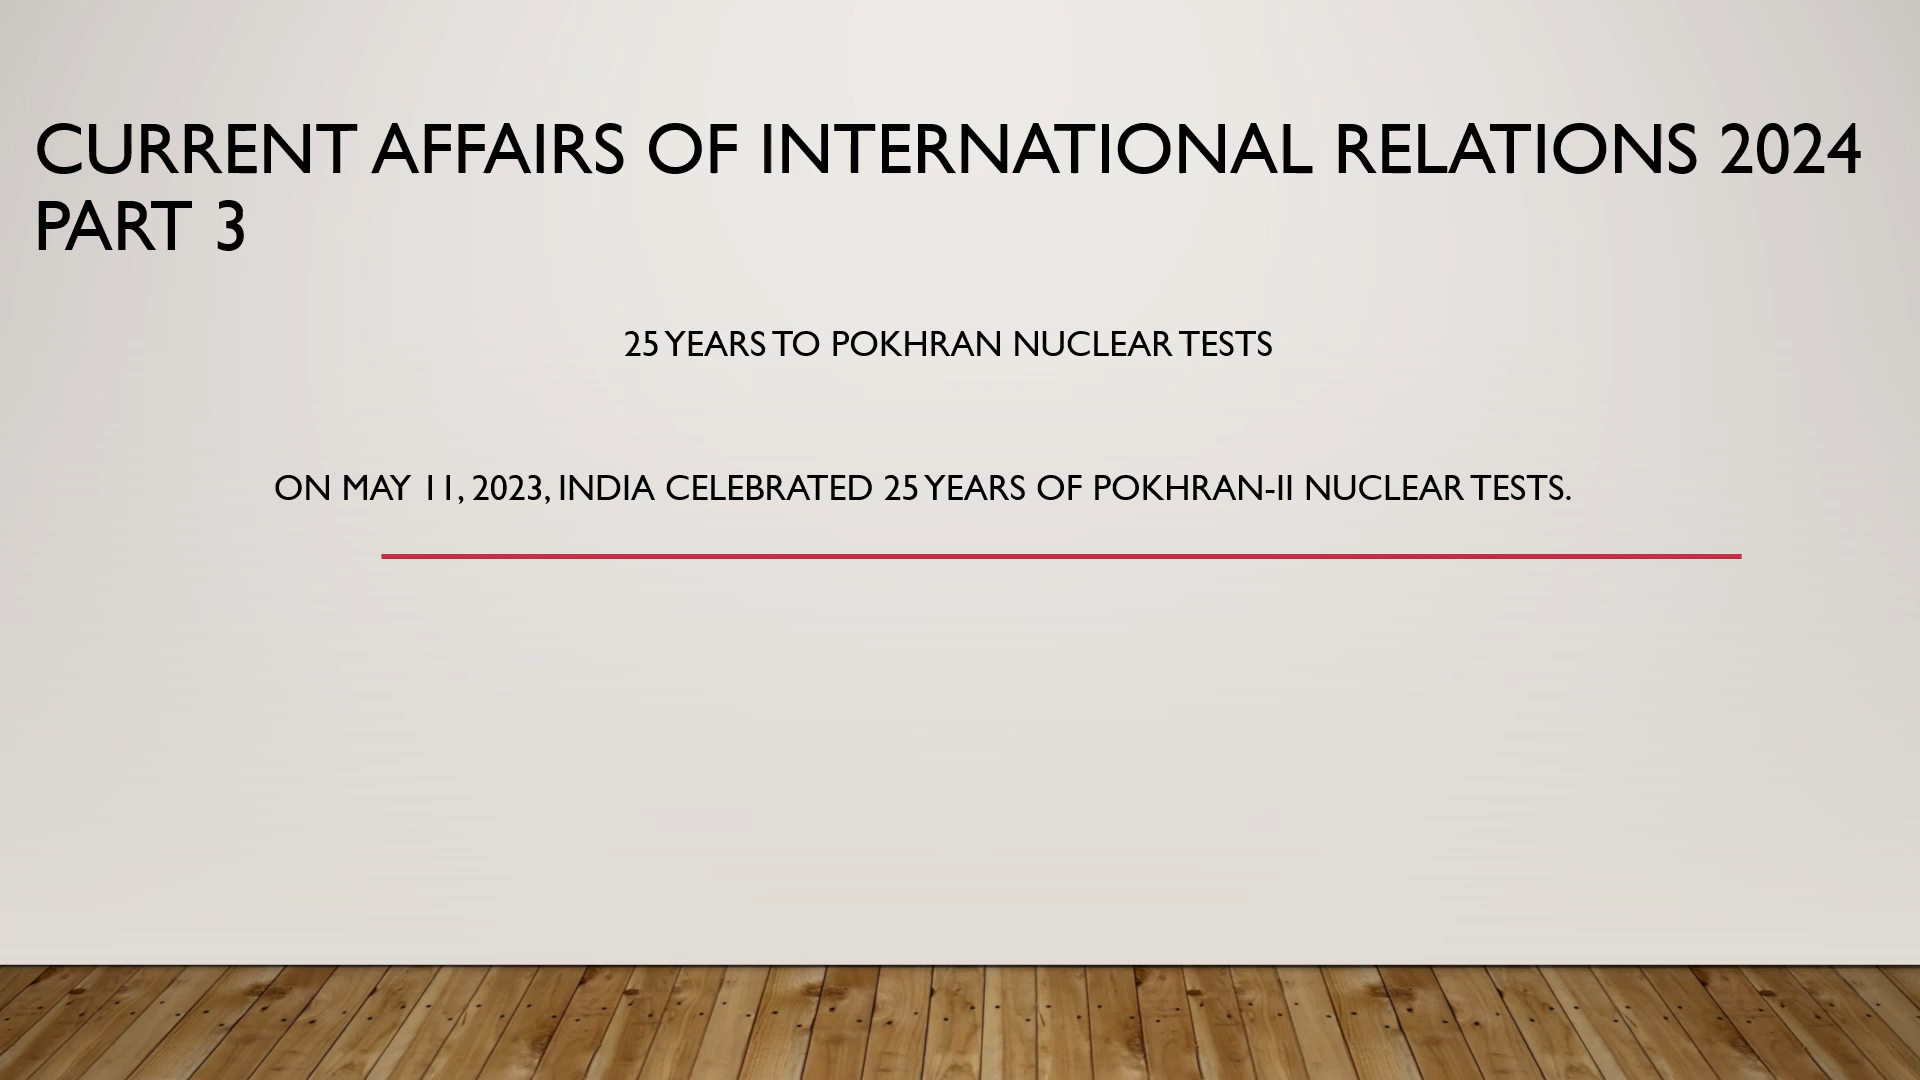 CURRENT AFFAIRS OF INTERNATIONAL RELATIONS 2024
PART 3
25 YEARS TO POKHRAN NUCLEAR TESTS
ON MAY 11, 2023, INDIA CELEBRATED 25 YEARS OF POKHRAN-II NUCLEAR TESTS.